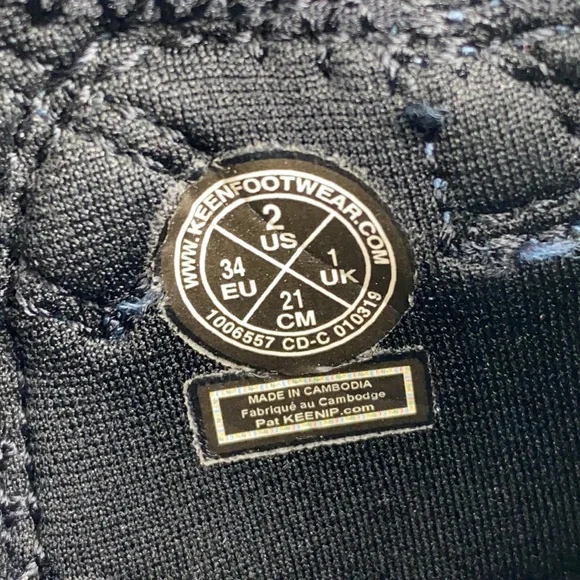 WWW.KEENFOOTWEAR.COM
2
US
34
EU
1
UK
21
CM
1006557 CD-C 010319
MADE IN CAMBODIA
Fabriqué au Cambodge
Pat KEENIP.com